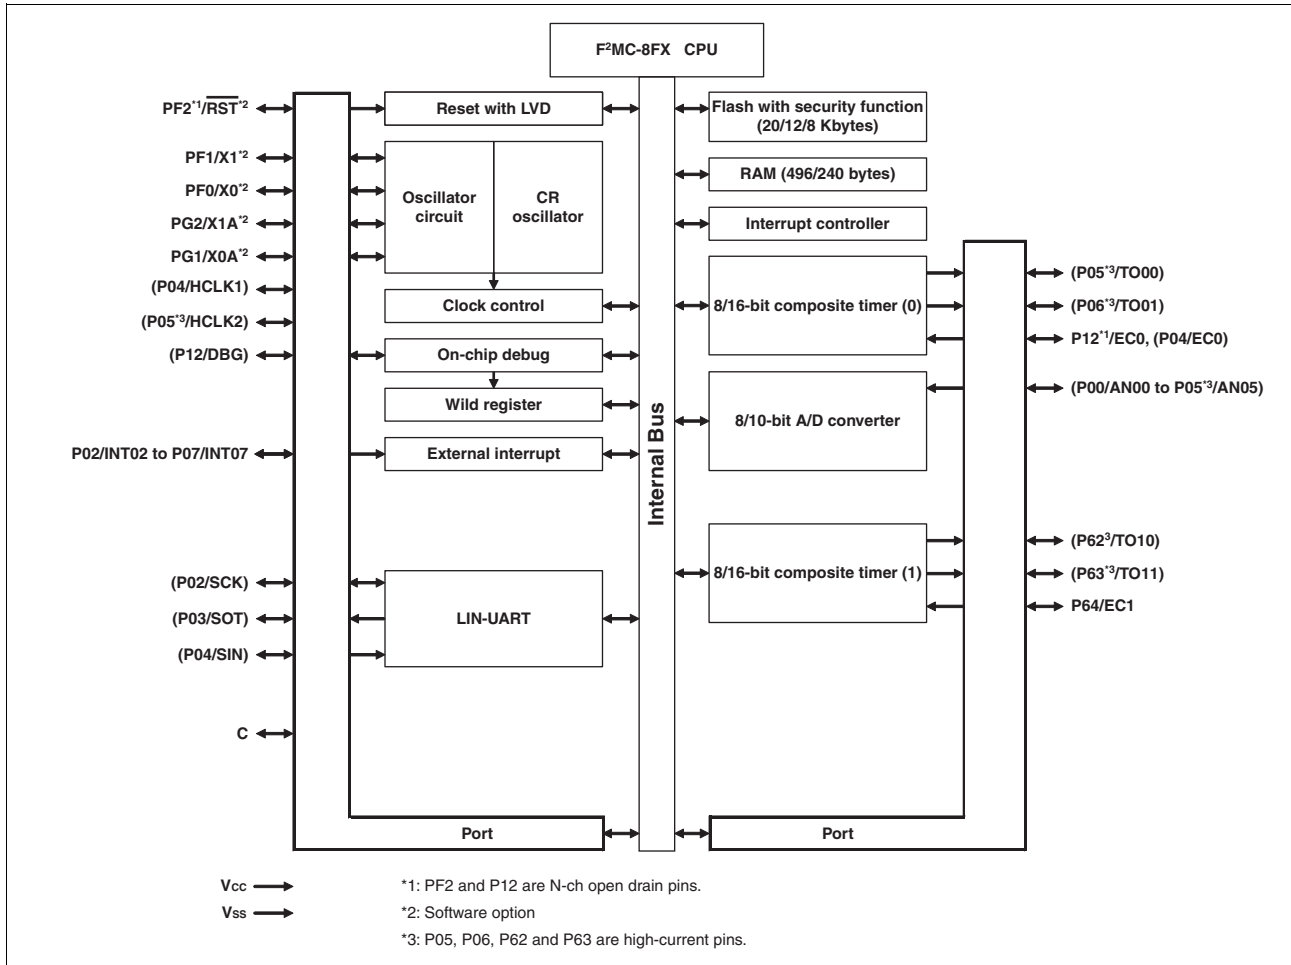 F²MC-8FX CPU
PF2*1/RST*2
PF1/X1*2
PF0/X0*2
PG2/X1A*2
PG1/X0A*2
(P04/HCLK1)
(P05*3/HCLK2)
(P12/DBG)
P02/INT02 to P07/INT07
(P02/SCK)
(P03/SOT)
(P04/SIN)
C
Reset with LVD
Oscillator
circuit
CR
oscillator
Clock control
On-chip debug
Wild register
External interrupt
LIN-UART
Port
Internal Bus
Flash with security function
(20/12/8 Kbytes)
RAM (496/240 bytes)
Interrupt controller
8/16-bit composite timer (0)
8/10-bit A/D converter
8/16-bit composite timer (1)
Port
(P05*3/TO00)
(P06*3/TO01)
P12*1/EC0, (P04/EC0)
(P00/AN00 to P05*3/AN05)
(P62³/TO10)
(P63*3/TO11)
P64/EC1
Vcc
Vss
*1: PF2 and P12 are N-ch open drain pins.
*2: Software option
*3: P05, P06, P62 and P63 are high-current pins.